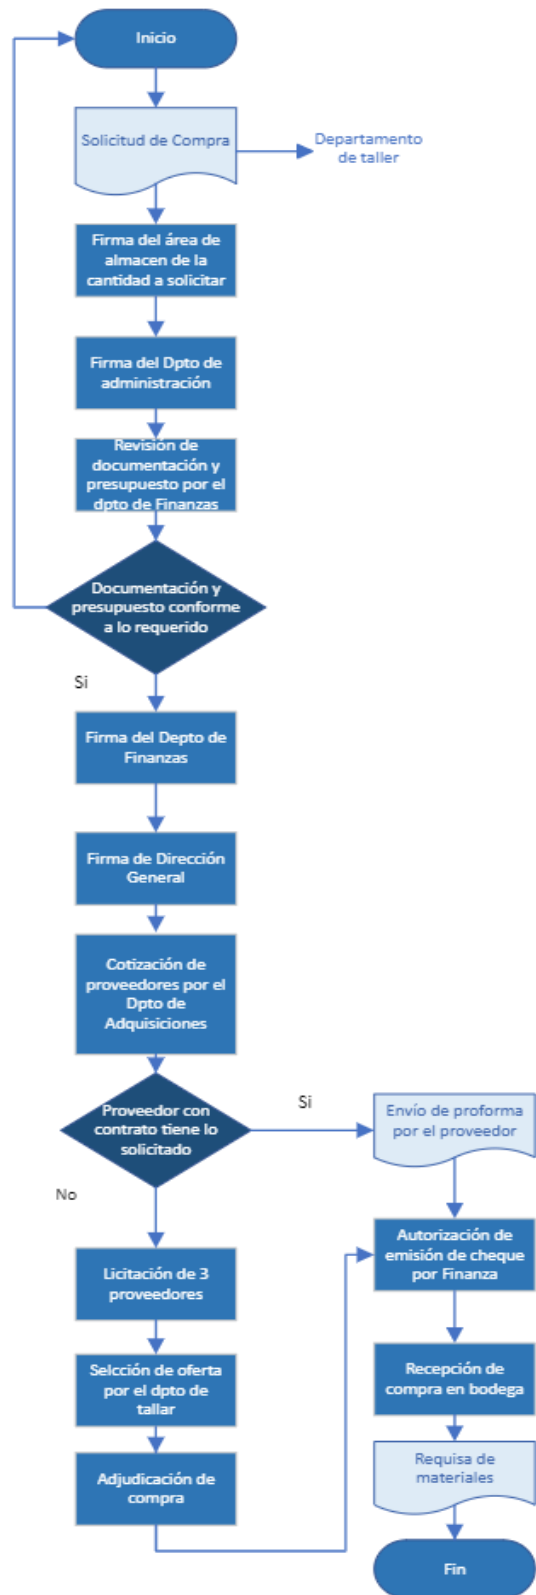 Inicio
Solicitud de Compra
Departamento
de taller
Firma del área de
almacen de la
cantidad a solicitar
Firma del Dpto de
administración
Revisión de
documentación y
presupuesto por el
dpto de Finanzas
Documentación y
presupuesto conforme
a lo requerido
Si
Firma del Depto de
Finanzas
Firma de Dirección
General
Cotización de
proveedores por el
Dpto de
Adquisiciones
Proveedor con
contrato tiene lo
solicitado
Si
Envío de proforma
por el proveedor
No
Autorización de
emisión de cheque
por Finanza
Licitación de 3
proveedores
Recepción de
compra en bodega
Selcción de oferta
por el dpto de
tallar
Adjudicación de
compra
Requisa de
materiales
Fin